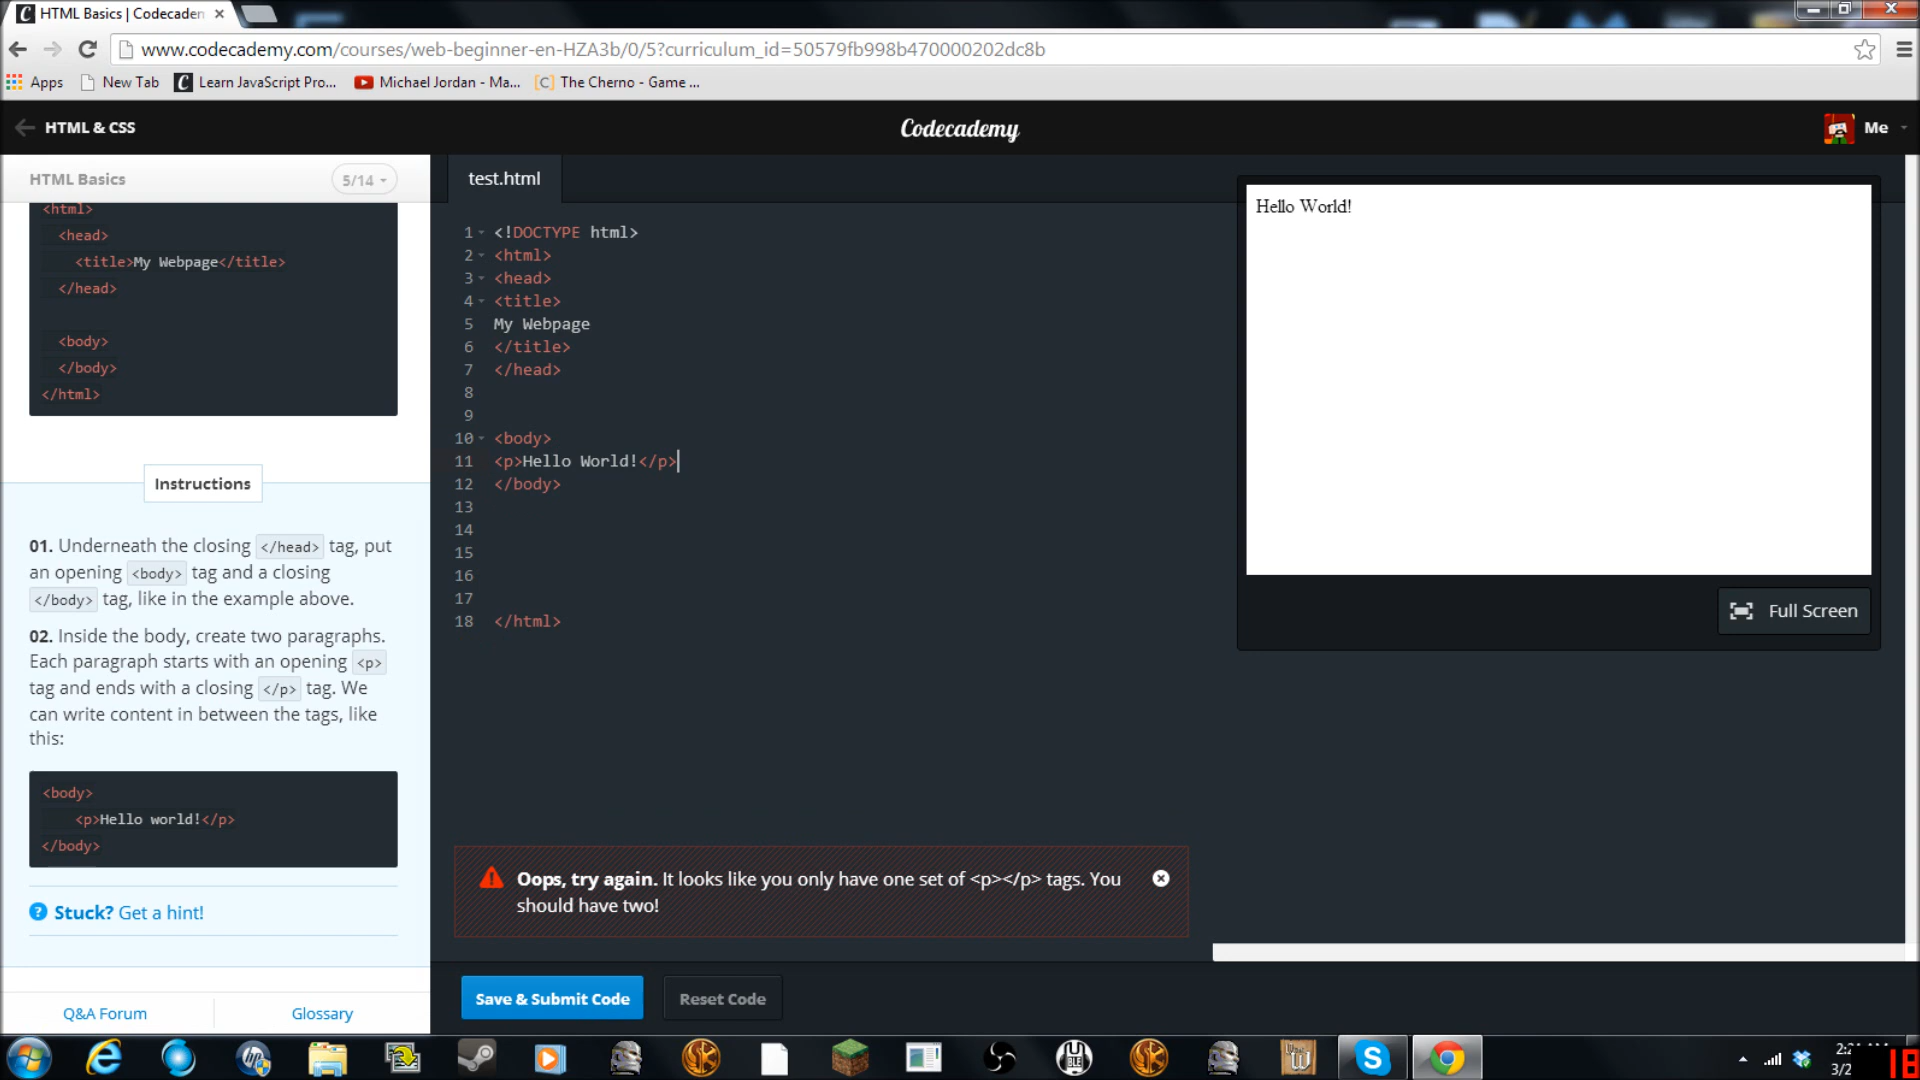 HTML Basics | Codecadem
www.codecademy.com/courses/web-beginner-en-HZA3b/0/5?curriculum_id=50579fb998b470000202dc8b
Apps New Tab Learn JavaScript Pro... Michael Jordan - Ma... [C] The Cherno - Game ...
HTML & CSS
Codecademy
Me
HTML Basics
5/14
<html>
<head>
<title>My Webpage</title>
</head>
<body>
</body>
</html>
Instructions
01. Underneath the closing </head> tag, put
an opening <body> tag and a closing
</body> tag, like in the example above.
02. Inside the body, create two paragraphs.
Each paragraph starts with an opening <p>
tag and ends with a closing </p> tag. We
can write content in between the tags, like
this:
<body>
<p>Hello world!</p>
</body>
? Stuck? Get a hint!
Q&A Forum
Glossary
test.html
1 <!DOCTYPE html>
2 <html>
3 <head>
4 <title>
5 My Webpage
6 </title>
7 </head>
8
9
10 <body>
11 <p>Hello World!</p>
12 </body>
13
14
15
16
17
18 </html>
Oops, try again. It looks like you only have one set of <p></p> tags. You
should have two!
Save & Submit Code
Reset Code
Hello World!
Full Screen
18